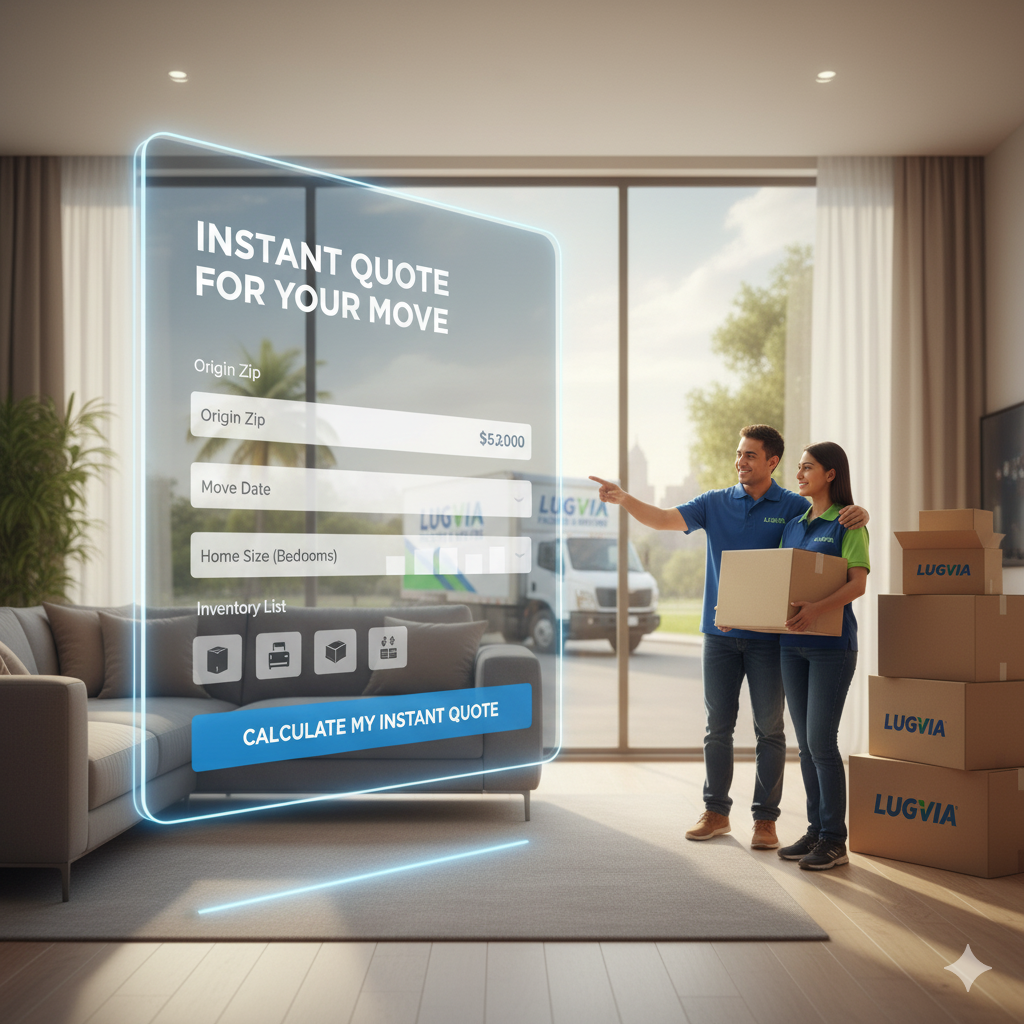 INSTANT QUOTE
FOR YOUR MOVE
Origin Zip
Origin Zip
Move Date
Home Size (Bedooms)
Inventory List
CALCULATE MY INSTANT QUOTE
LUGVIA
LUGVIA
LUGVIA
LUGVIA
LUGVIA